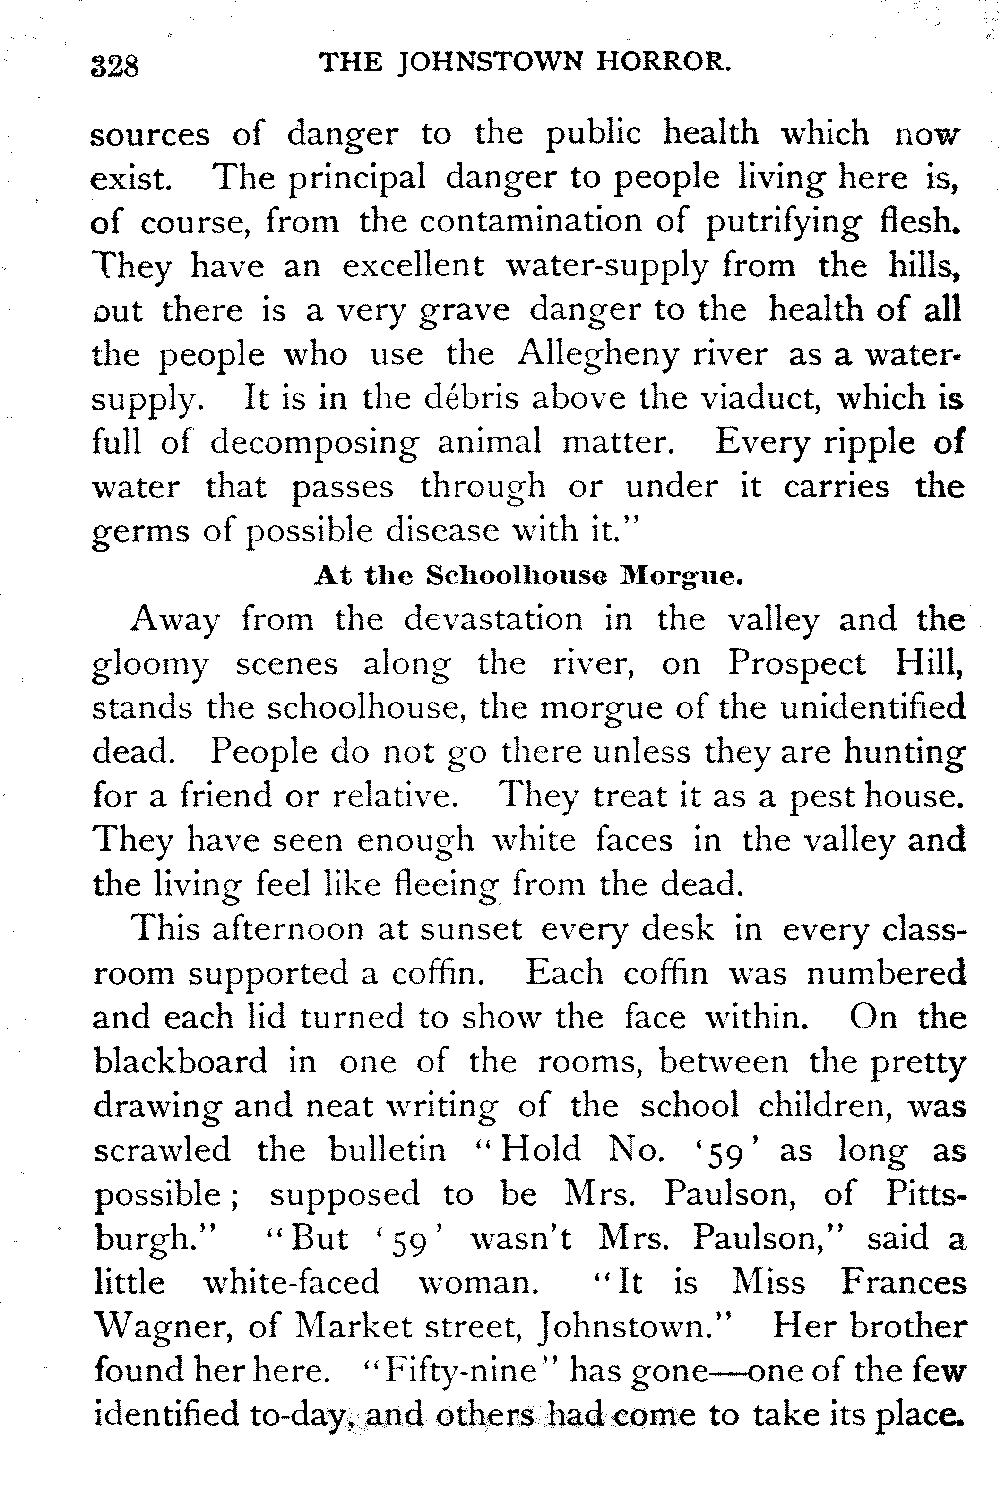 328 THE JOHNSTOWN HORROR.
sources of danger to the public health which now
exist. The principal danger to people living here is,
of course, from the contamination of putrifying flesh.
They have an excellent water-supply from the hills,
out there is a very grave danger to the health of all
the people who use the Allegheny river as a water-
supply. It is in the débris above the viaduct, which is
full of decomposing animal matter. Every ripple of
water that passes through or under it carries the
germs of possible disease with it.”
At the Schoolhouse Morgue.
Away from the devastation in the valley and the
gloomy scenes along the river, on Prospect Hill,
stands the schoolhouse, the morgue of the unidentified
dead. People do not go there unless they are hunting
for a friend or relative. They treat it as a pest house.
They have seen enough white faces in the valley and
the living feel like fleeing from the dead.
This afternoon at sunset every desk in every class-
room supported a coffin. Each coffin was numbered
and each lid turned to show the face within. On the
blackboard in one of the rooms, between the pretty
drawing and neat writing of the school children, was
scrawled the bulletin “Hold No. ‘59’ as long as
possible; supposed to be Mrs. Paulson, of Pitts-
burgh.” “But ‘59’ wasn’t Mrs. Paulson,” said a
little white-faced woman. “It is Miss Frances
Wagner, of Market street, Johnstown.” Her brother
found her here. “Fifty-nine” has gone—one of the few
identified to-day, and others had come to take its place.